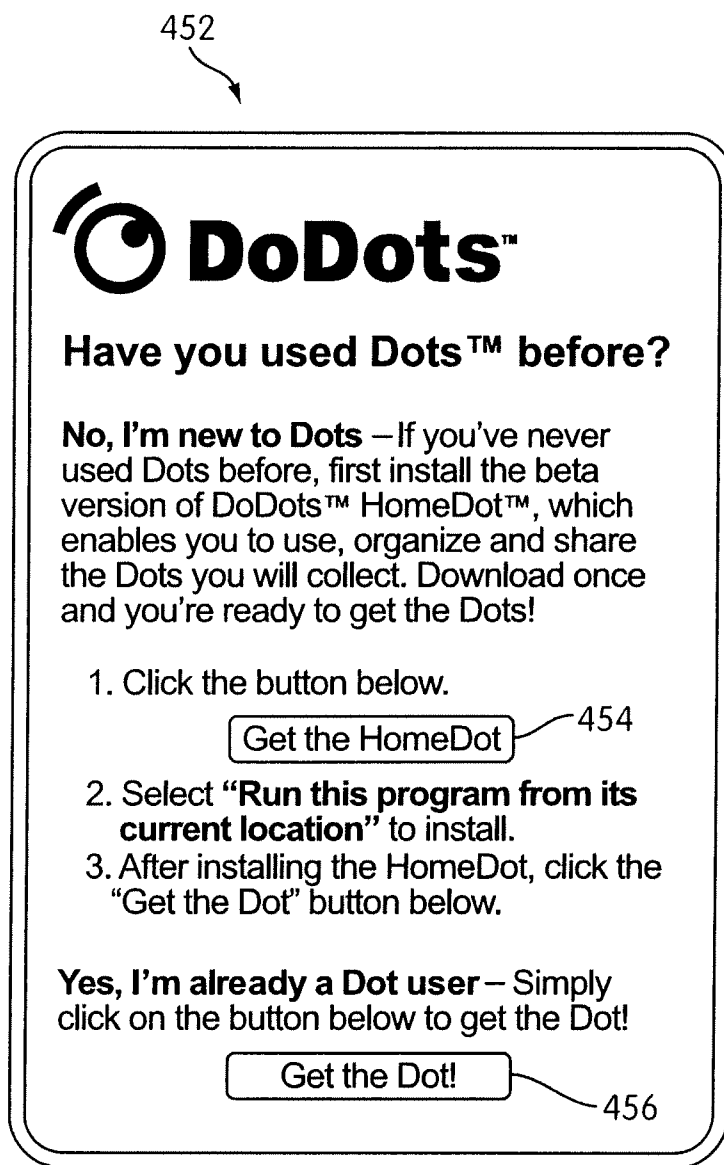 452
DoDots™
Have you used Dots™ before?
No, I'm new to Dots – If you've never
used Dots before, first install the beta
version of DoDots™ HomeDot™, which
enables you to use, organize and share
the Dots you will collect. Download once
and you're ready to get the Dots!
1. Click the button below.
Get the HomeDot 454
2. Select “Run this program from its
current location” to install.
3. After installing the HomeDot, click the
“Get the Dot” button below.
Yes, I'm already a Dot user – Simply
click on the button below to get the Dot!
Get the Dot!
456